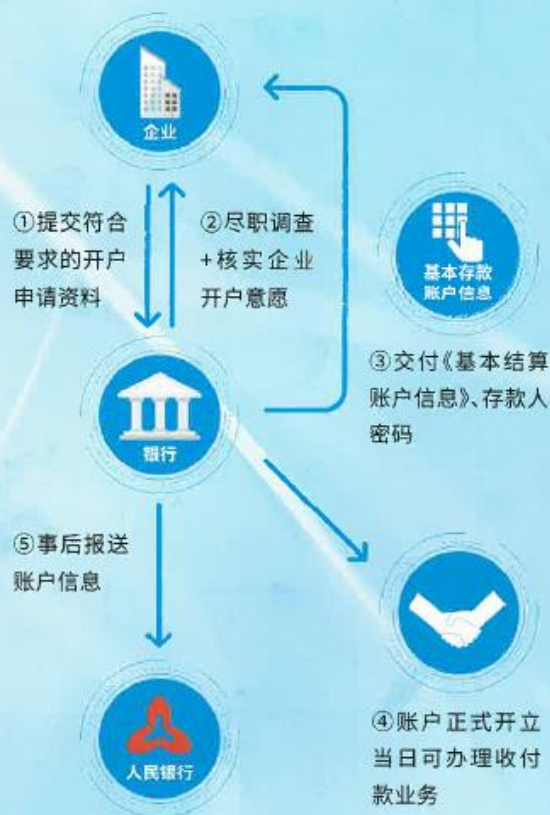 企业
①提交符合
要求的开户
申请资料
②尽职调查
+核实企业
开户意愿
基本存款
账户信息
③交付《基本结算
账户信息》、存款人
密码
银行
⑤事后报送
账户信息
④账户正式开立
当日可办理收付
款业务
人民银行